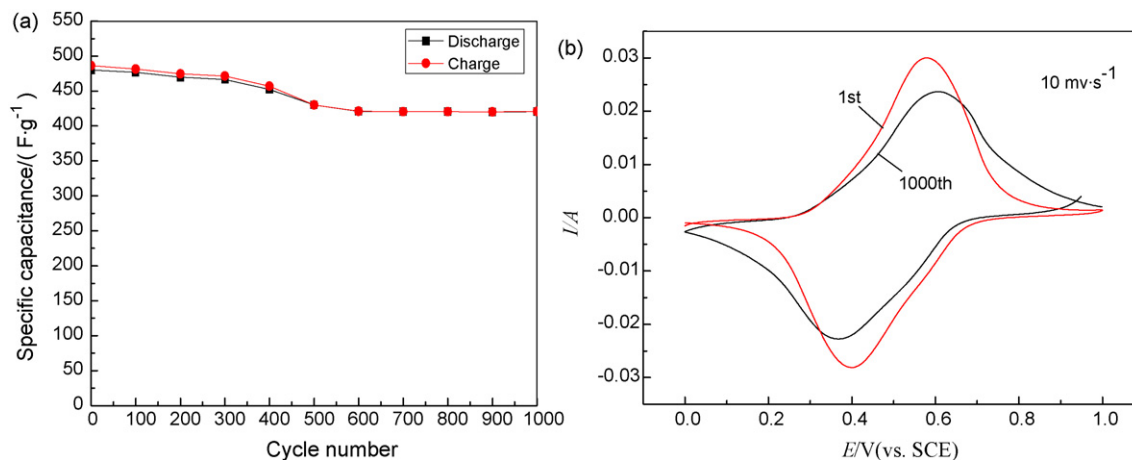 (a)
550
500
450
400
350
300
250
200
150
100
50
0
Specific capacitance/( F·g⁻¹)
Discharge
Charge
0 100 200 300 400 500 600 700 800 900 1000
Cycle number
(b)
0.03
0.02
0.01
0.00
-0.01
-0.02
-0.03
I/A
10 mv·s⁻¹
1st
1000th
0.0 0.2 0.4 0.6 0.8 1.0
E/V(vs. SCE)